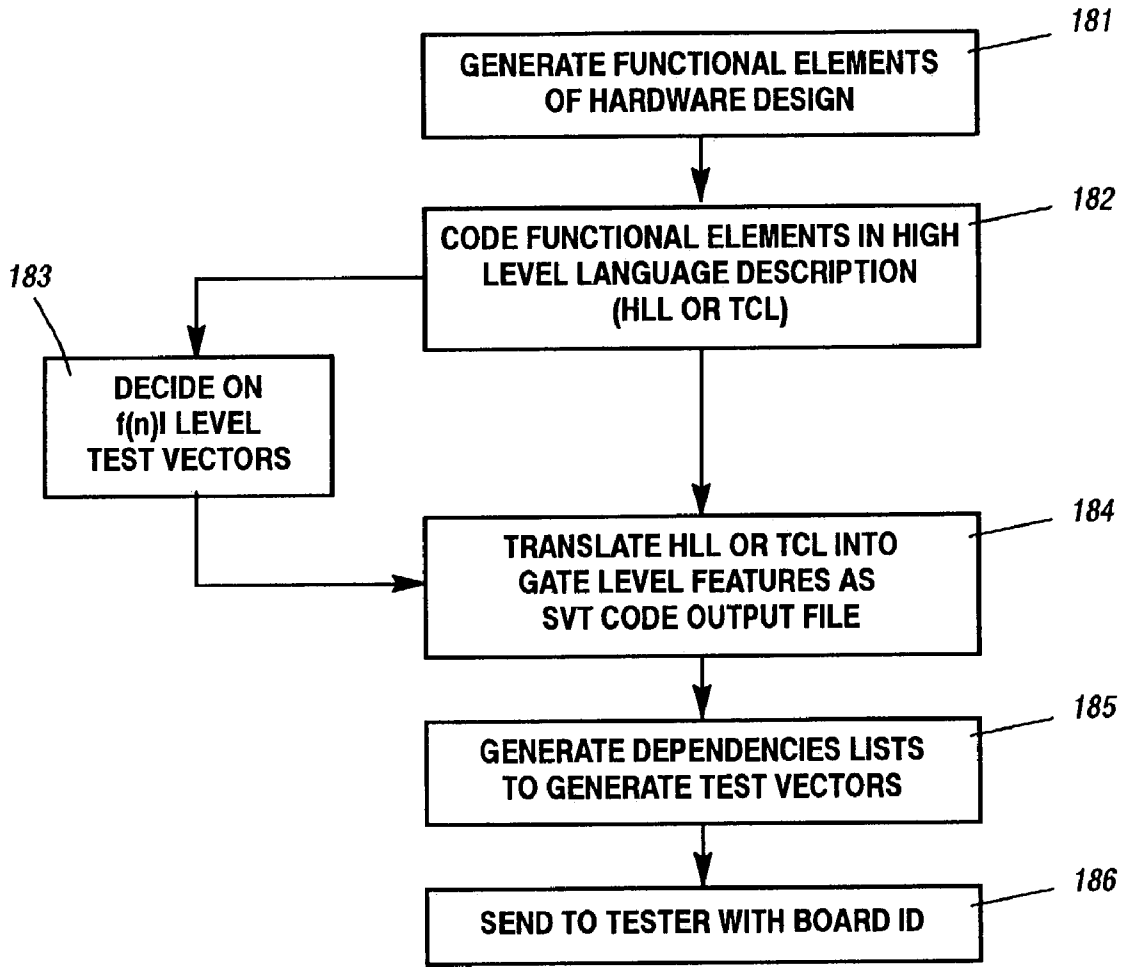 181
GENERATE FUNCTIONAL ELEMENTS
OF HARDWARE DESIGN
182
CODE FUNCTIONAL ELEMENTS IN HIGH
LEVEL LANGUAGE DESCRIPTION
(HLL OR TCL)
183
DECIDE ON
f(n)l LEVEL
TEST VECTORS
184
TRANSLATE HLL OR TCL INTO
GATE LEVEL FEATURES AS
SVT CODE OUTPUT FILE
185
GENERATE DEPENDENCIES LISTS
TO GENERATE TEST VECTORS
186
SEND TO TESTER WITH BOARD ID